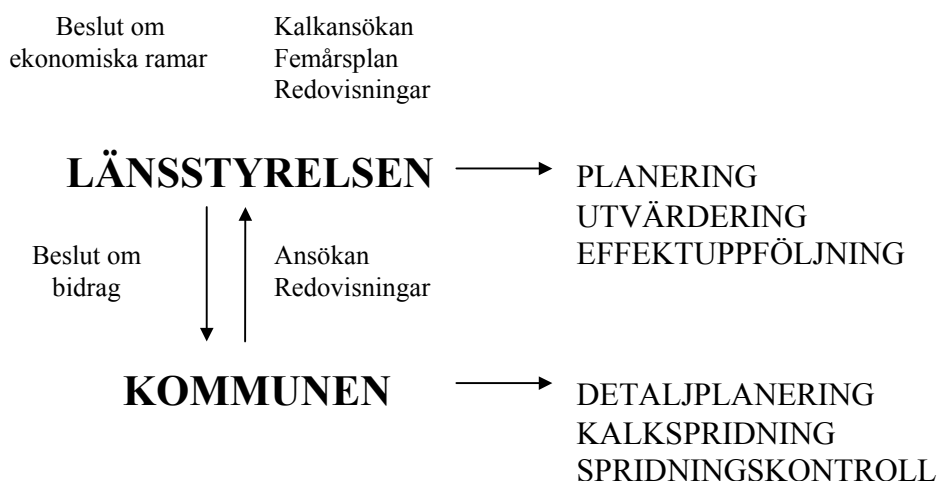 Beslut om
ekonomiska ramar
Kalkansökan
Femårsplan
Redovisningar
LÄNSSTYRELSEN
PLANERING
UTVÄRDERING
EFFEKTUPPFÖLJNING
Beslut om
bidrag
Ansökan
Redovisningar
KOMMUNEN
DETALJPLANERING
KALKSPRIDNING
SPRIDNINGSKONTROLL